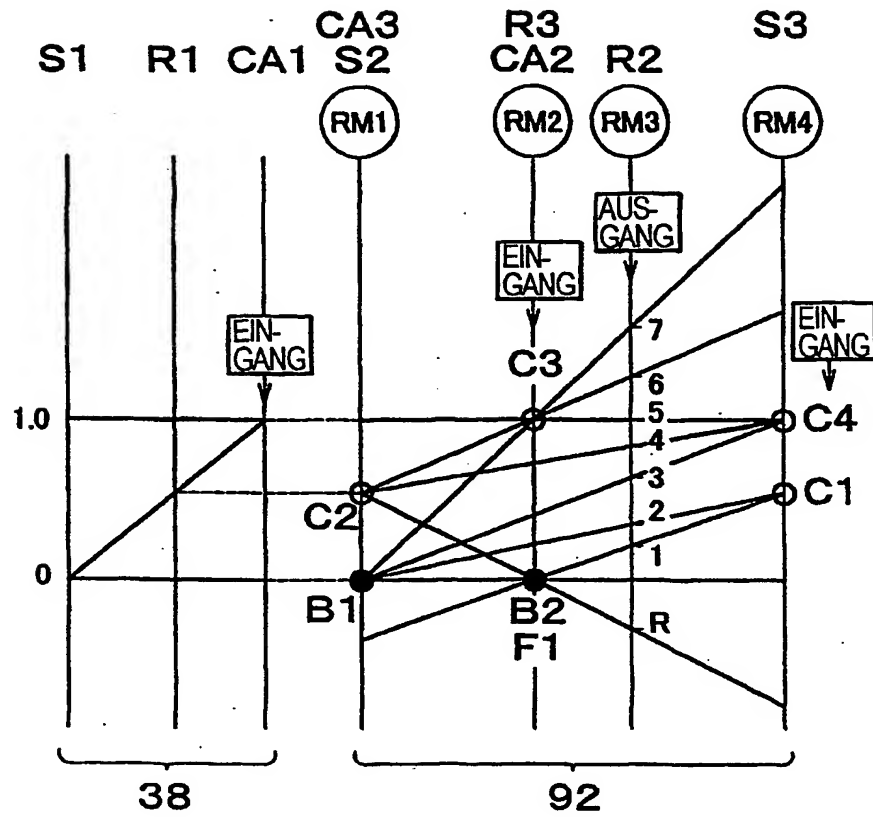 CA3 R3 S3
S1 R1 CA1 S2 CA2 R2
RM1 RM2 RM3 RM4
AUS-
GANG
EIN-
GANG
EIN-
GANG
EIN-
GANG
7
C3
6
1.0 5 C4
4
3
C2 2 C1
1
0
B1 B2 R
F1
38 92